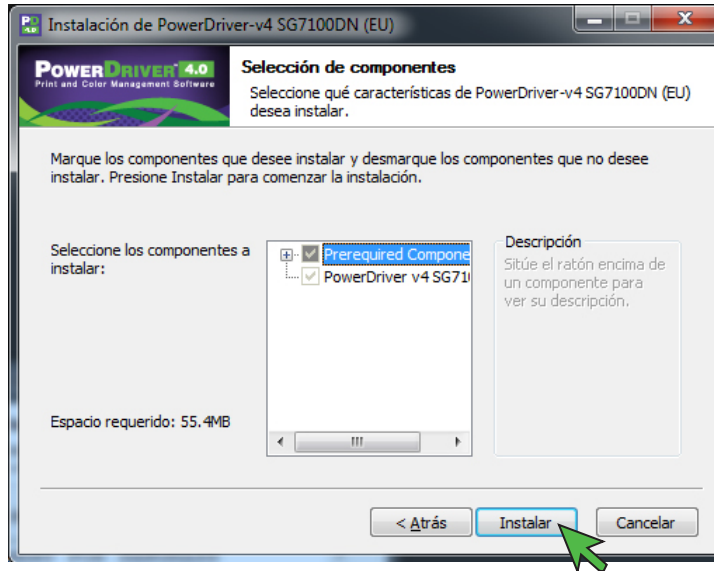 Instalación de PowerDriver-v4 SG7100DN (EU)
POWERDRIVER 4.0
Print and Color Management Software
Selección de componentes
Seleccione qué características de PowerDriver-v4 SG7100DN (EU)
desea instalar.
Marque los componentes que desee instalar y desmarque los componentes que no desee
instalar. Presione Instalar para comenzar la instalación.
Seleccione los componentes a
instalar:
Prerequired Compone
PowerDriver v4 SG71
Descripción
Sitúe el ratón encima de
un componente para
ver su descripción.
Espacio requerido: 55.4MB
< Atrás
Instalar
Cancelar